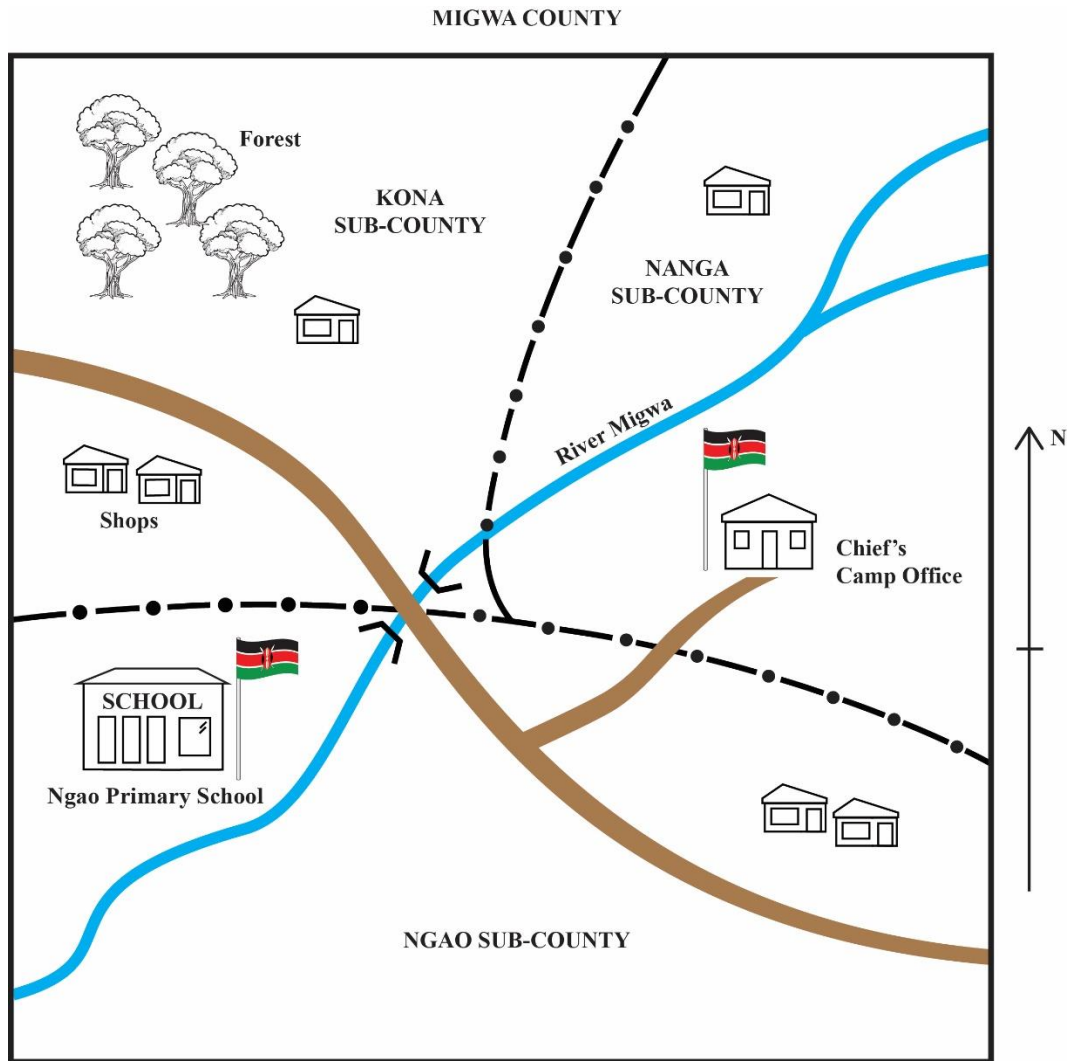 MIGWA COUNTY
Forest
KONA
SUB-COUNTY
NANGA
SUB-COUNTY
River Migwa
N
Shops
Chief's
Camp Office
SCHOOL
Ngao Primary School
NGAO SUB-COUNTY